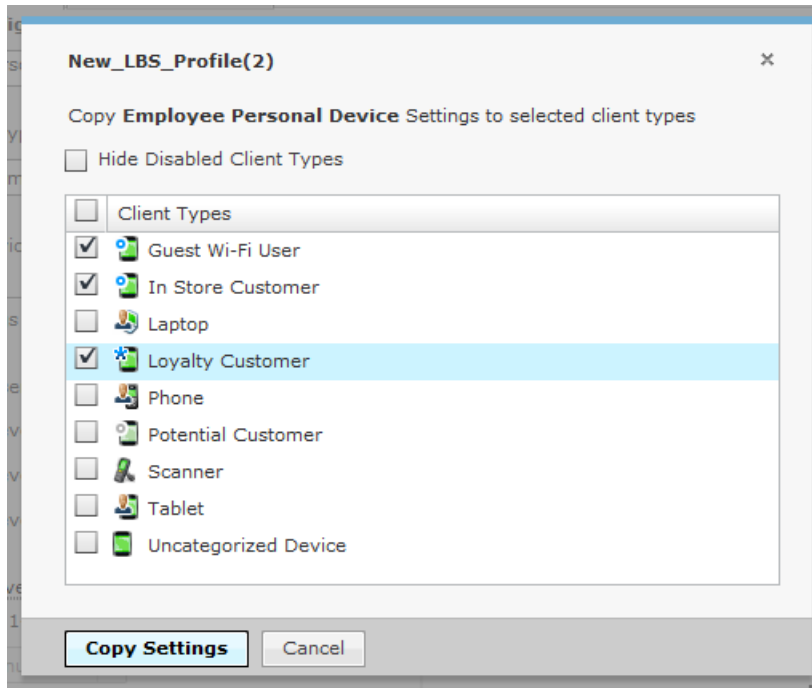 New_LBS_Profile(2)
Copy Employee Personal Device Settings to selected client types
Hide Disabled Client Types
Client Types
Guest Wi-Fi User
In Store Customer
Laptop
Loyalty Customer
Phone
Potential Customer
Scanner
Tablet
Uncategorized Device
Copy Settings
Cancel